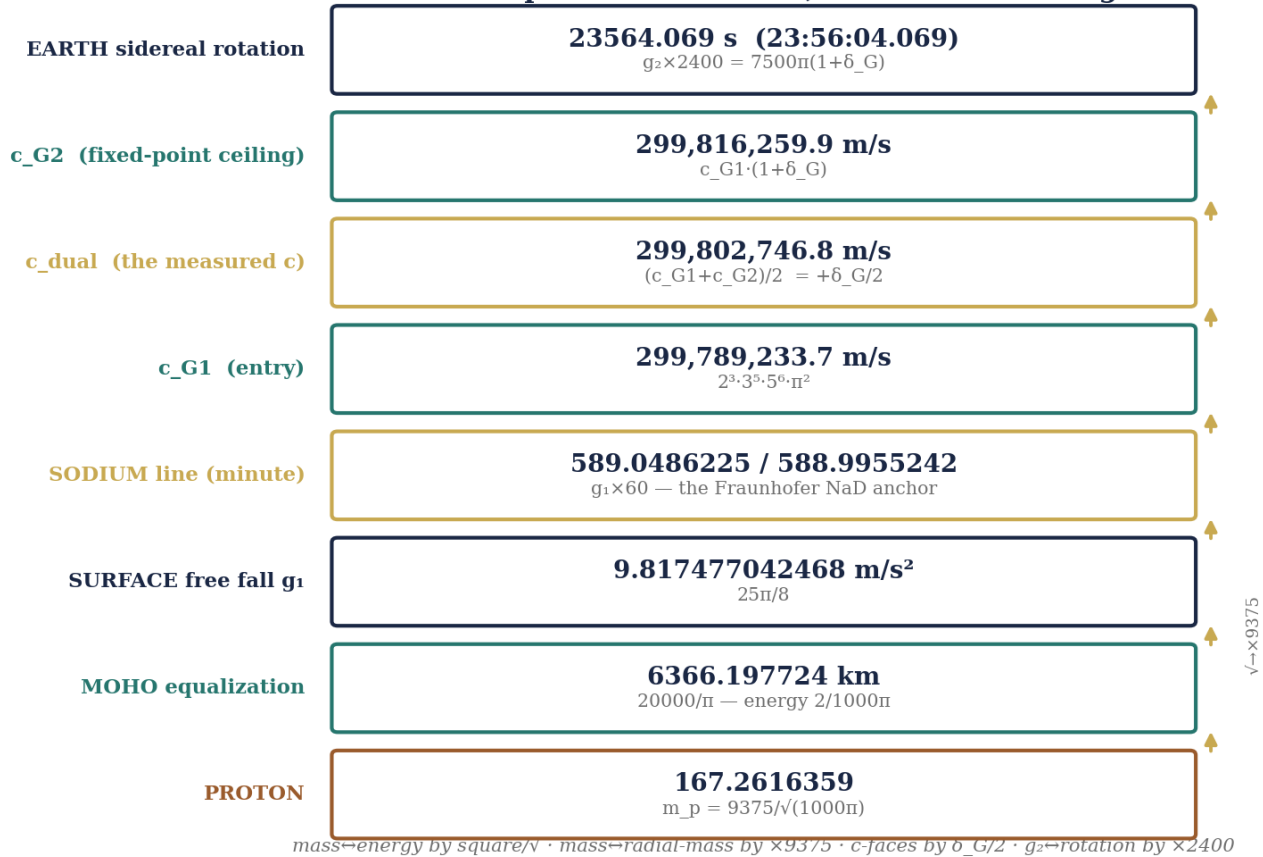 EARTH sidereal rotation
23564.069 s  (23:56:04.069)
g₂×2400 = 7500π(1+δ_G)
c_G2  (fixed-point ceiling)
299,816,259.9 m/s
c_G1·(1+δ_G)
c_dual  (the measured c)
299,802,746.8 m/s
(c_G1+c_G2)/2  = +δ_G/2
c_G1  (entry)
299,789,233.7 m/s
2³·3⁵·5⁶·π²
SODIUM line (minute)
589.0486225 / 588.9955242
g₁×60 — the Fraunhofer NaD anchor
SURFACE free fall g₁
9.817477042468 m/s²
25π/8
√→×9375
MOHO equalization
6366.197724 km
20000/π — energy 2/1000π
PROTON
167.2616359
m_p = 9375/√(1000π)
mass↔energy by square/√ · mass↔radial-mass by ×9375 · c-faces by δ_G/2 · g₂↔rotation by ×2400